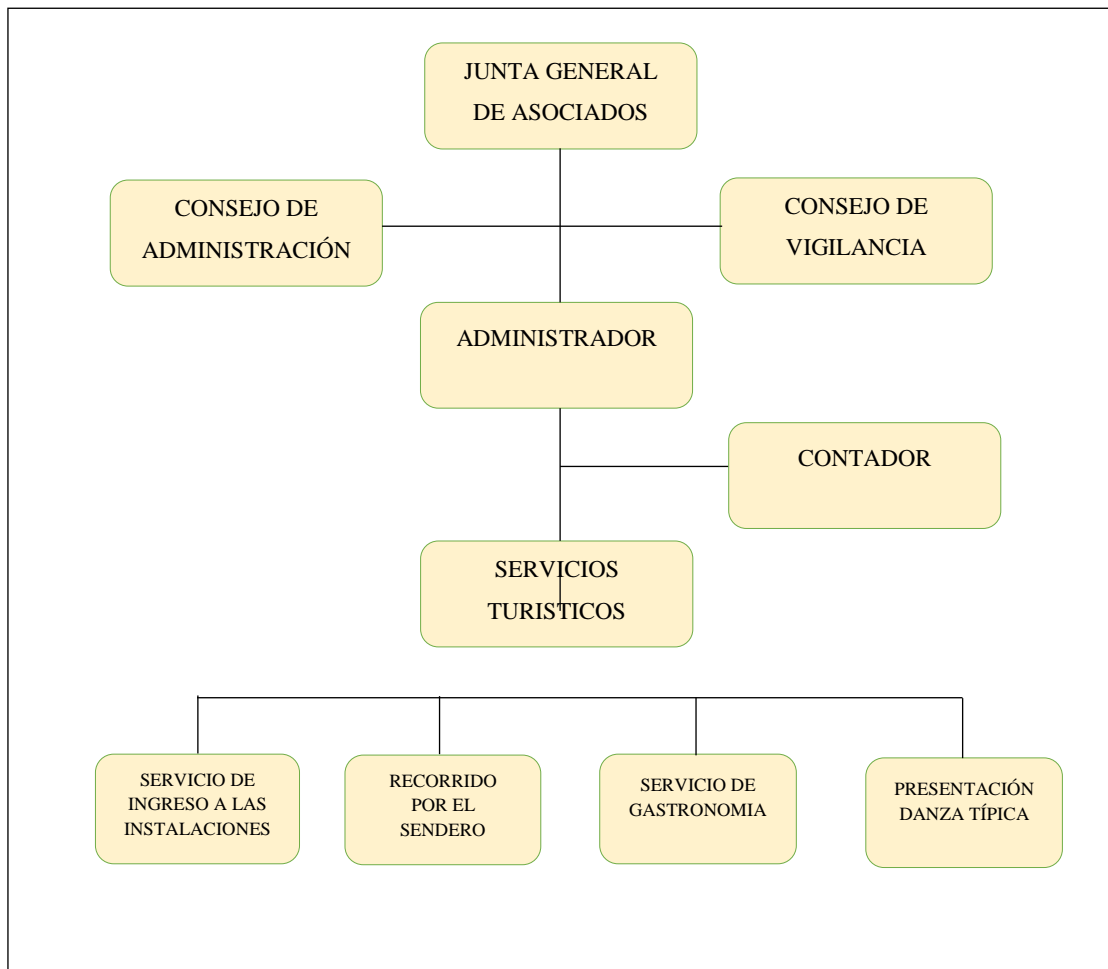 JUNTA GENERAL
DE ASOCIADOS
CONSEJO DE
ADMINISTRACIÓN
CONSEJO DE
VIGILANCIA
ADMINISTRADOR
CONTADOR
SERVICIOS
TURISTICOS
SERVICIO DE
INGRESO A LAS
INSTALACIONES
RECORRIDO
POR EL
SENDERO
SERVICIO DE
GASTRONOMIA
PRESENTACIÓN
DANZA TÍPICA